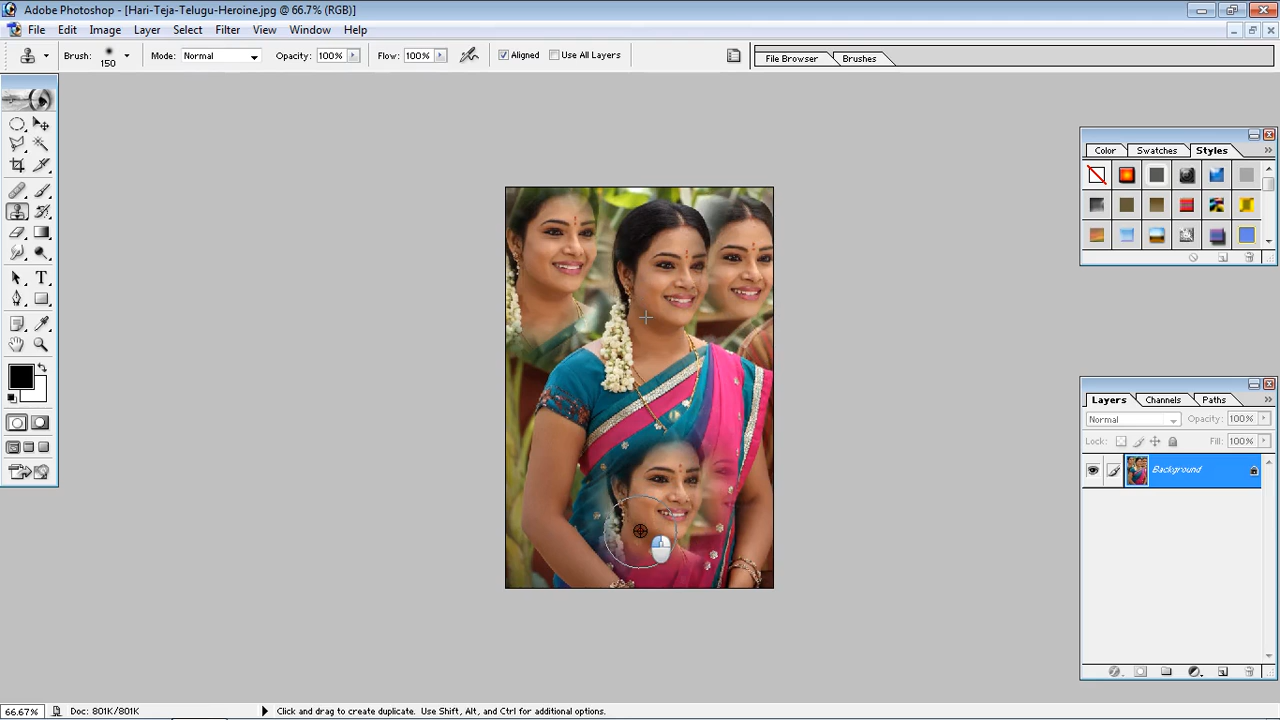 Adobe Photoshop - [Hari-Teja-Telugu-Heroine.jpg @ 66.7% (RGB)]
File Edit Image Layer Select Filter View Window Help
Brush: 150 Mode: Normal Opacity: 100% Flow: 100% Aligned Use All Layers File Browser Brushes
Color Swatches Styles
Layers Channels Paths
Normal Opacity: 100%
Lock: Fill: 100%
Background
66.67% Doc: 801K/801K Click and drag to create duplicate. Use Shift, Alt, and Ctrl for additional options.